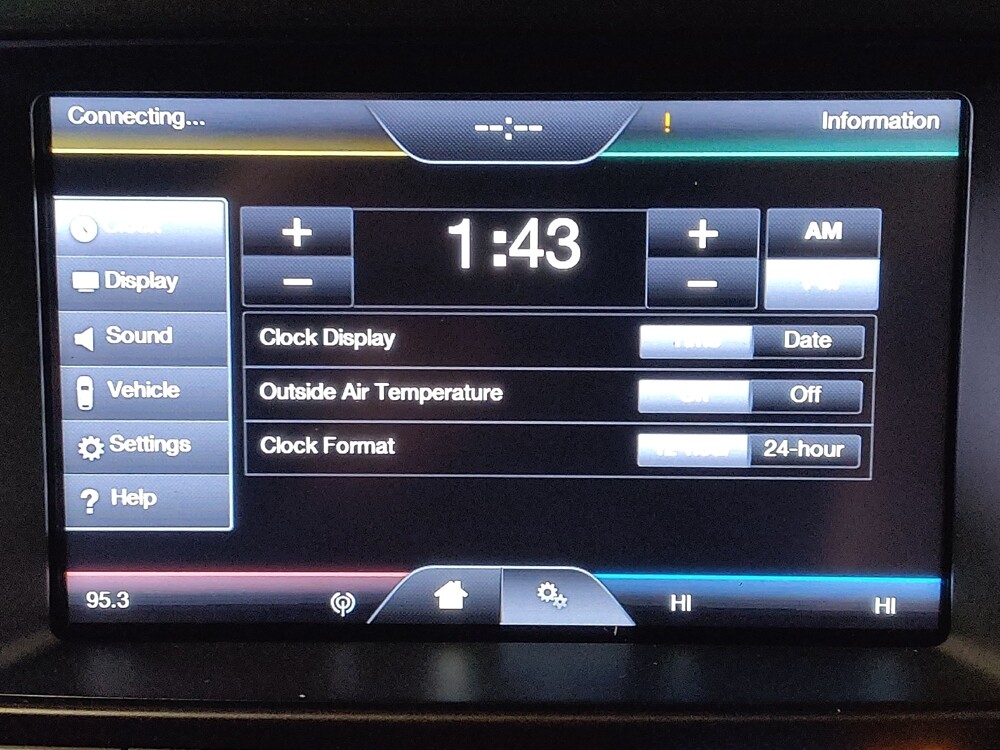 Connecting...
--:--
!
Information
Clock
Display
Sound
Vehicle
Settings
? Help
+
-
1:43
+
-
AM
Clock Display
Date
Outside Air Temperature
Off
Clock Format
24-hour
95.3
HI
HI